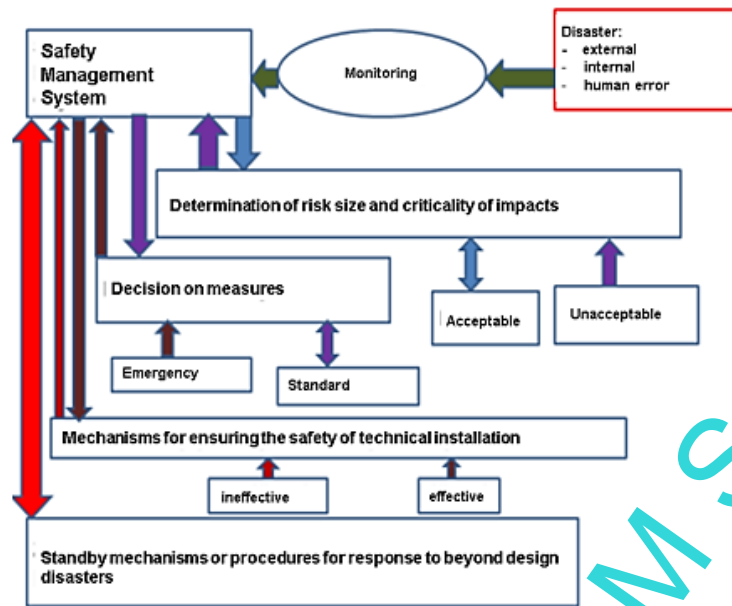 Safety
Management
System
Monitoring
Disaster:
- external
- internal
- human error
Determination of risk size and criticality of impacts
Decision on measures
Acceptable
Unacceptable
Emergency
Standard
Mechanisms for ensuring the safety of technical installation
ineffective
effective
Standby mechanisms or procedures for response to beyond design
disasters
M S